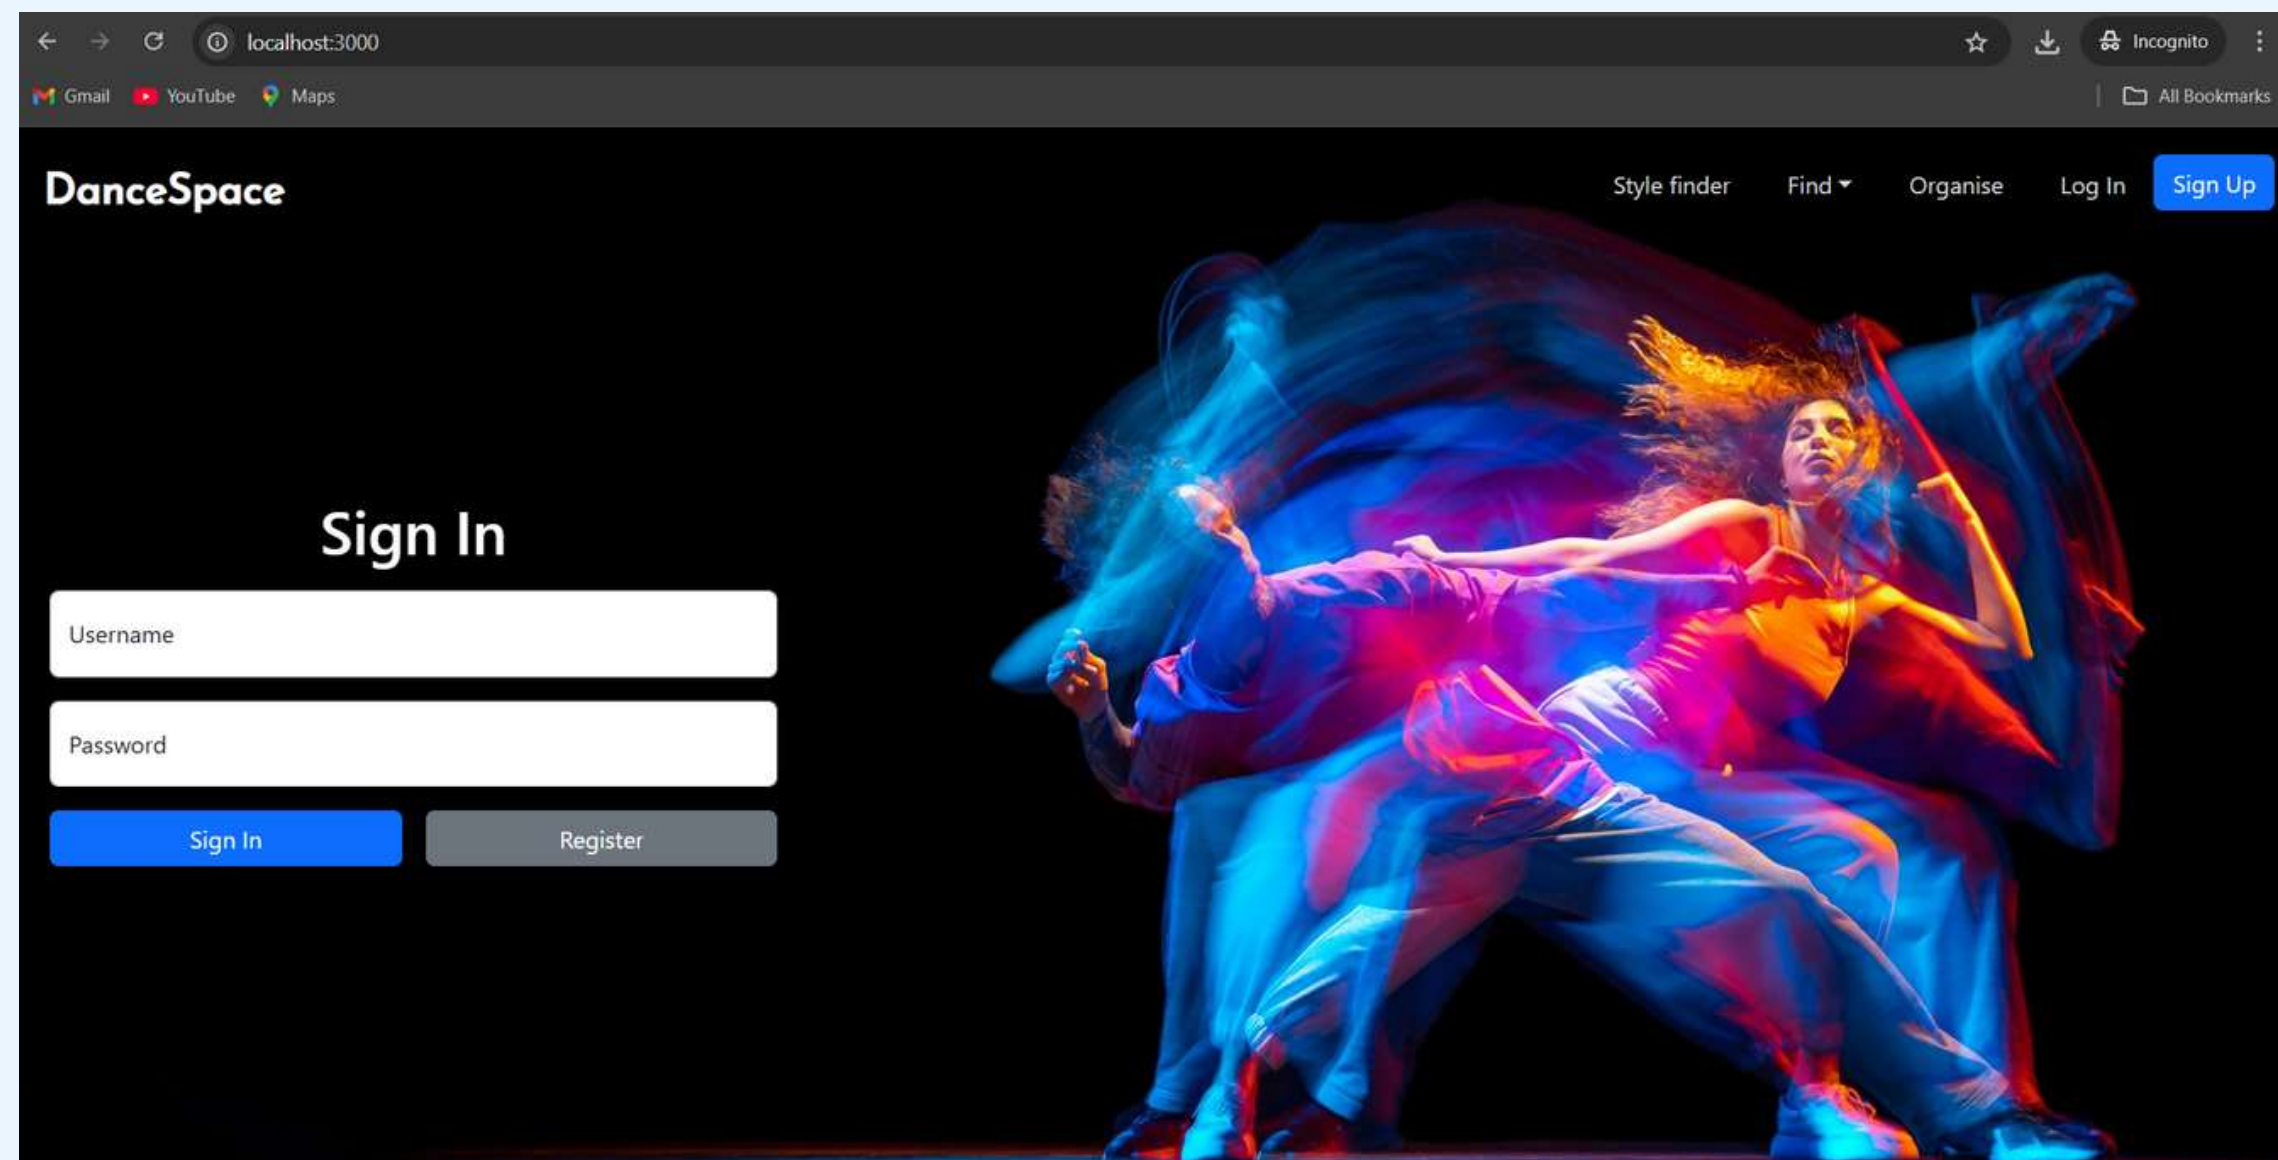 localhost:3000
Incognito
Gmail YouTube Maps
All Bookmarks
DanceSpace
Style finder Find Organise Log In Sign Up
Sign In
Username
Password
Sign In Register